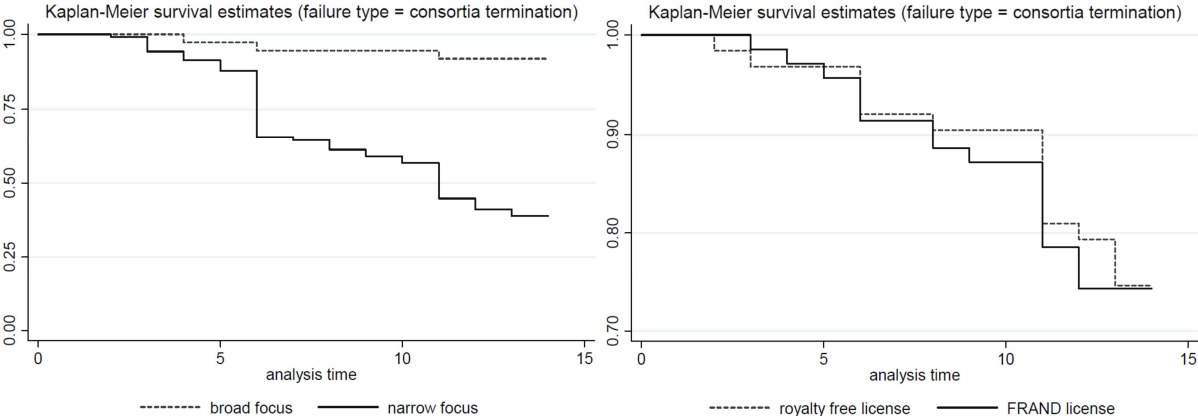 Kaplan-Meier survival estimates (failure type = consortia termination)
1.00
0.75
0.50
0.25
0.00
0 5 10 15
analysis time
broad focus narrow focus
Kaplan-Meier survival estimates (failure type = consortia termination)
1.00
0.90
0.80
0.70
0 5 10 15
analysis time
royalty free license FRAND license